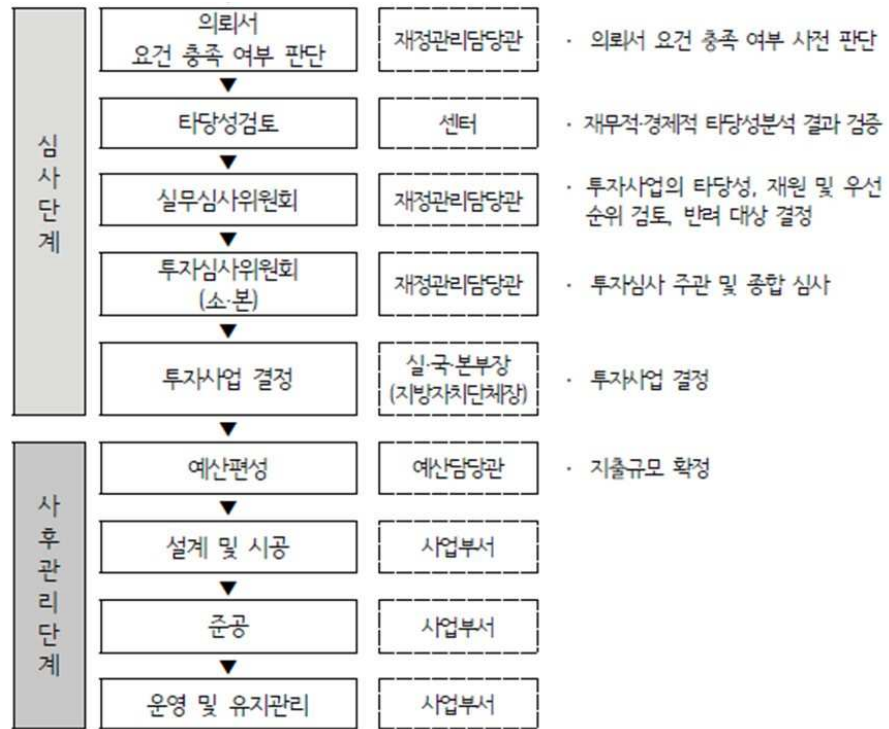 심사단계
의뢰서
요건 충족 여부 판단
재정관리담당관
· 의뢰서 요건 충족 여부 사전 판단
▼
타당성검토
센터
· 재무적·경제적 타당성분석 결과 검증
▼
실무심사위원회
재정관리담당관
· 투자사업의 타당성, 재원 및 우선
순위 검토, 반려 대상 결정
▼
투자심사위원회
(소·본)
재정관리담당관
· 투자심사 주관 및 종합 심사
▼
투자사업 결정
실·국·본부장
(지방자치단체장)
· 투자사업 결정
▼
사후관리단계
예산편성
예산담당관
· 지출규모 확정
▼
설계 및 시공
사업부서
▼
준공
사업부서
▼
운영 및 유지관리
사업부서